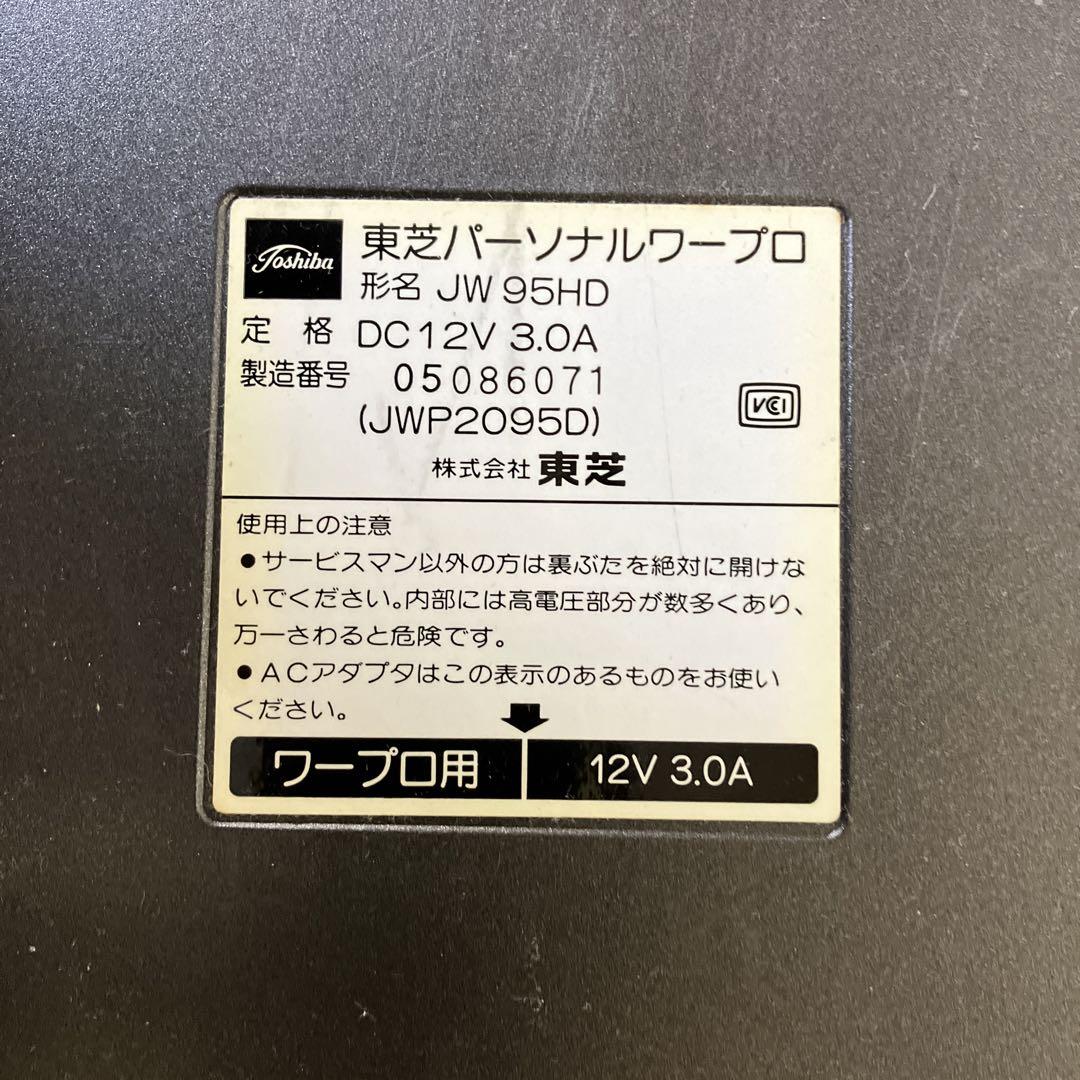 Toshiba
東芝パーソナルワープロ
形名 JW 95HD
定 格 DC12V 3.0A
製造番号 05086071
(JWP2095D)
VCCI
株式会社 東芝
使用上の注意
●サービスマン以外の方は裏ぶたを絶対に開けな
いでください。内部には高電圧部分が数多くあり、
万一さわると危険です。
●ACアダプタはこの表示のあるものをお使い
ください。
ワープロ用 12V 3.0A